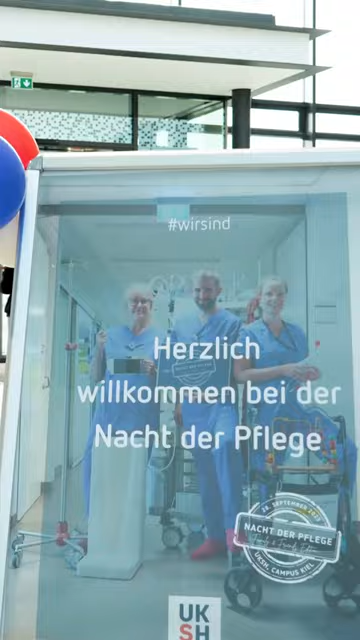 #wirsind
Herzlich
willkommen bei der
Nacht der Pflege
NACHT DER PFLEGE
UKSH, CAMPUS KIEL
UK
SH